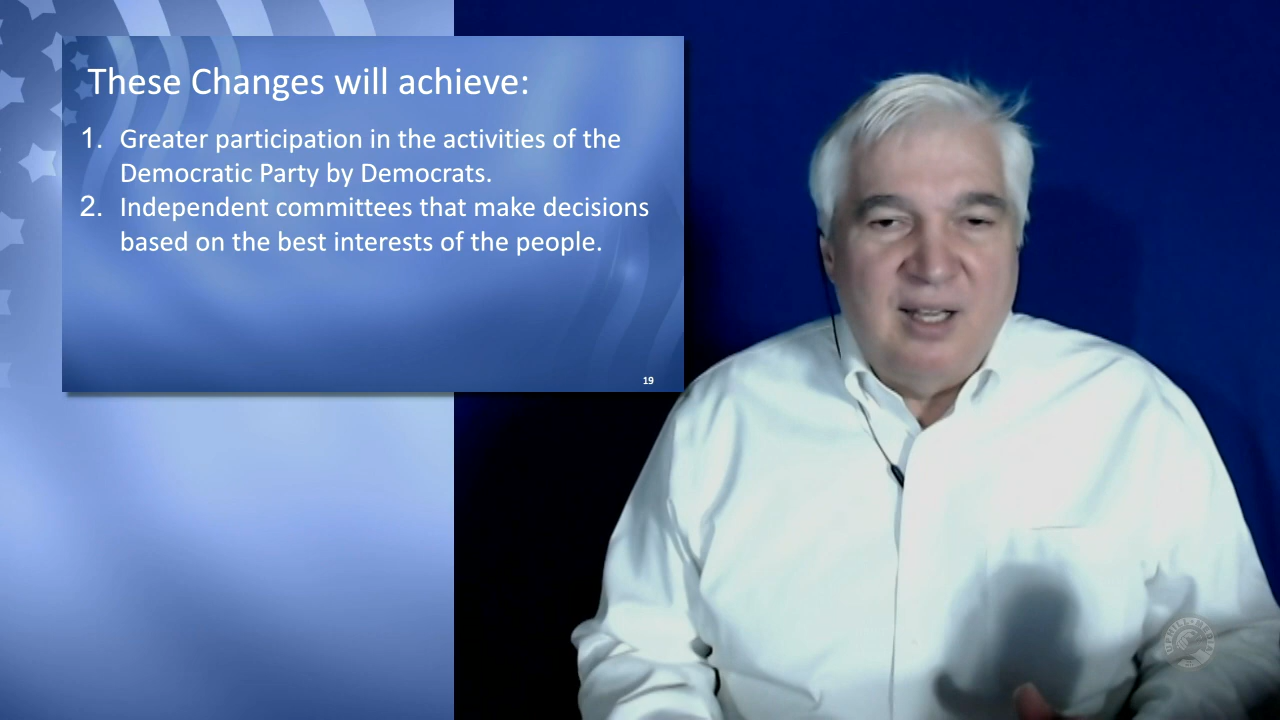 These Changes will achieve:
1. Greater participation in the activities of the
Democratic Party by Democrats.
2. Independent committees that make decisions
based on the best interests of the people.
19